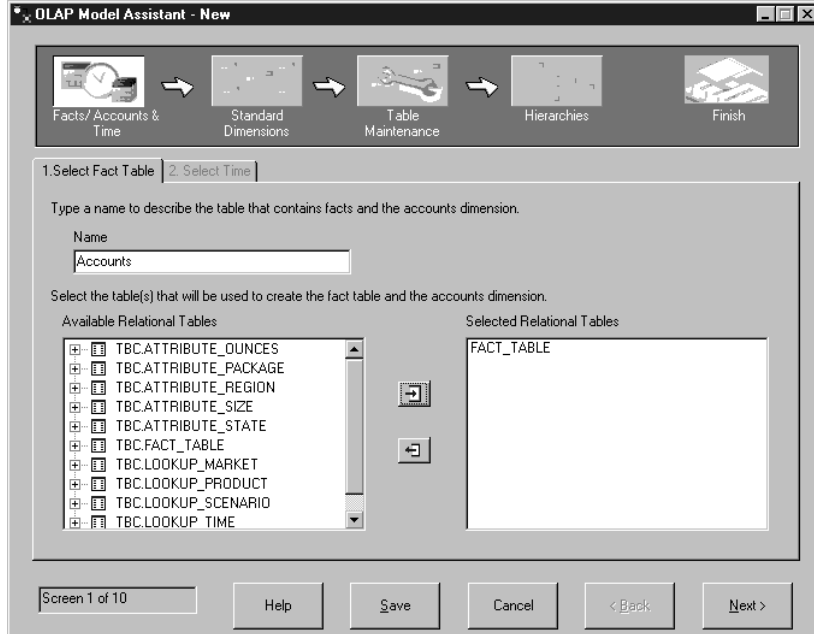 OLAP Model Assistant - New
Facts/ Accounts &
Time
Standard
Dimensions
Table
Maintenance
Hierarchies
Finish
1.Select Fact Table
2. Select Time
Type a name to describe the table that contains facts and the accounts dimension.
Name
Accounts
Select the table(s) that will be used to create the fact table and the accounts dimension.
Available Relational Tables
Selected Relational Tables
TBC.ATTRIBUTE_OUNCES
TBC.ATTRIBUTE_PACKAGE
TBC.ATTRIBUTE_REGION
TBC.ATTRIBUTE_SIZE
TBC.ATTRIBUTE_STATE
TBC.FACT_TABLE
TBC.LOOKUP_MARKET
TBC.LOOKUP_PRODUCT
TBC.LOOKUP_SCENARIO
TBC.LOOKUP_TIME
FACT_TABLE
Screen 1 of 10
Help
Save
Cancel
< Back
Next >